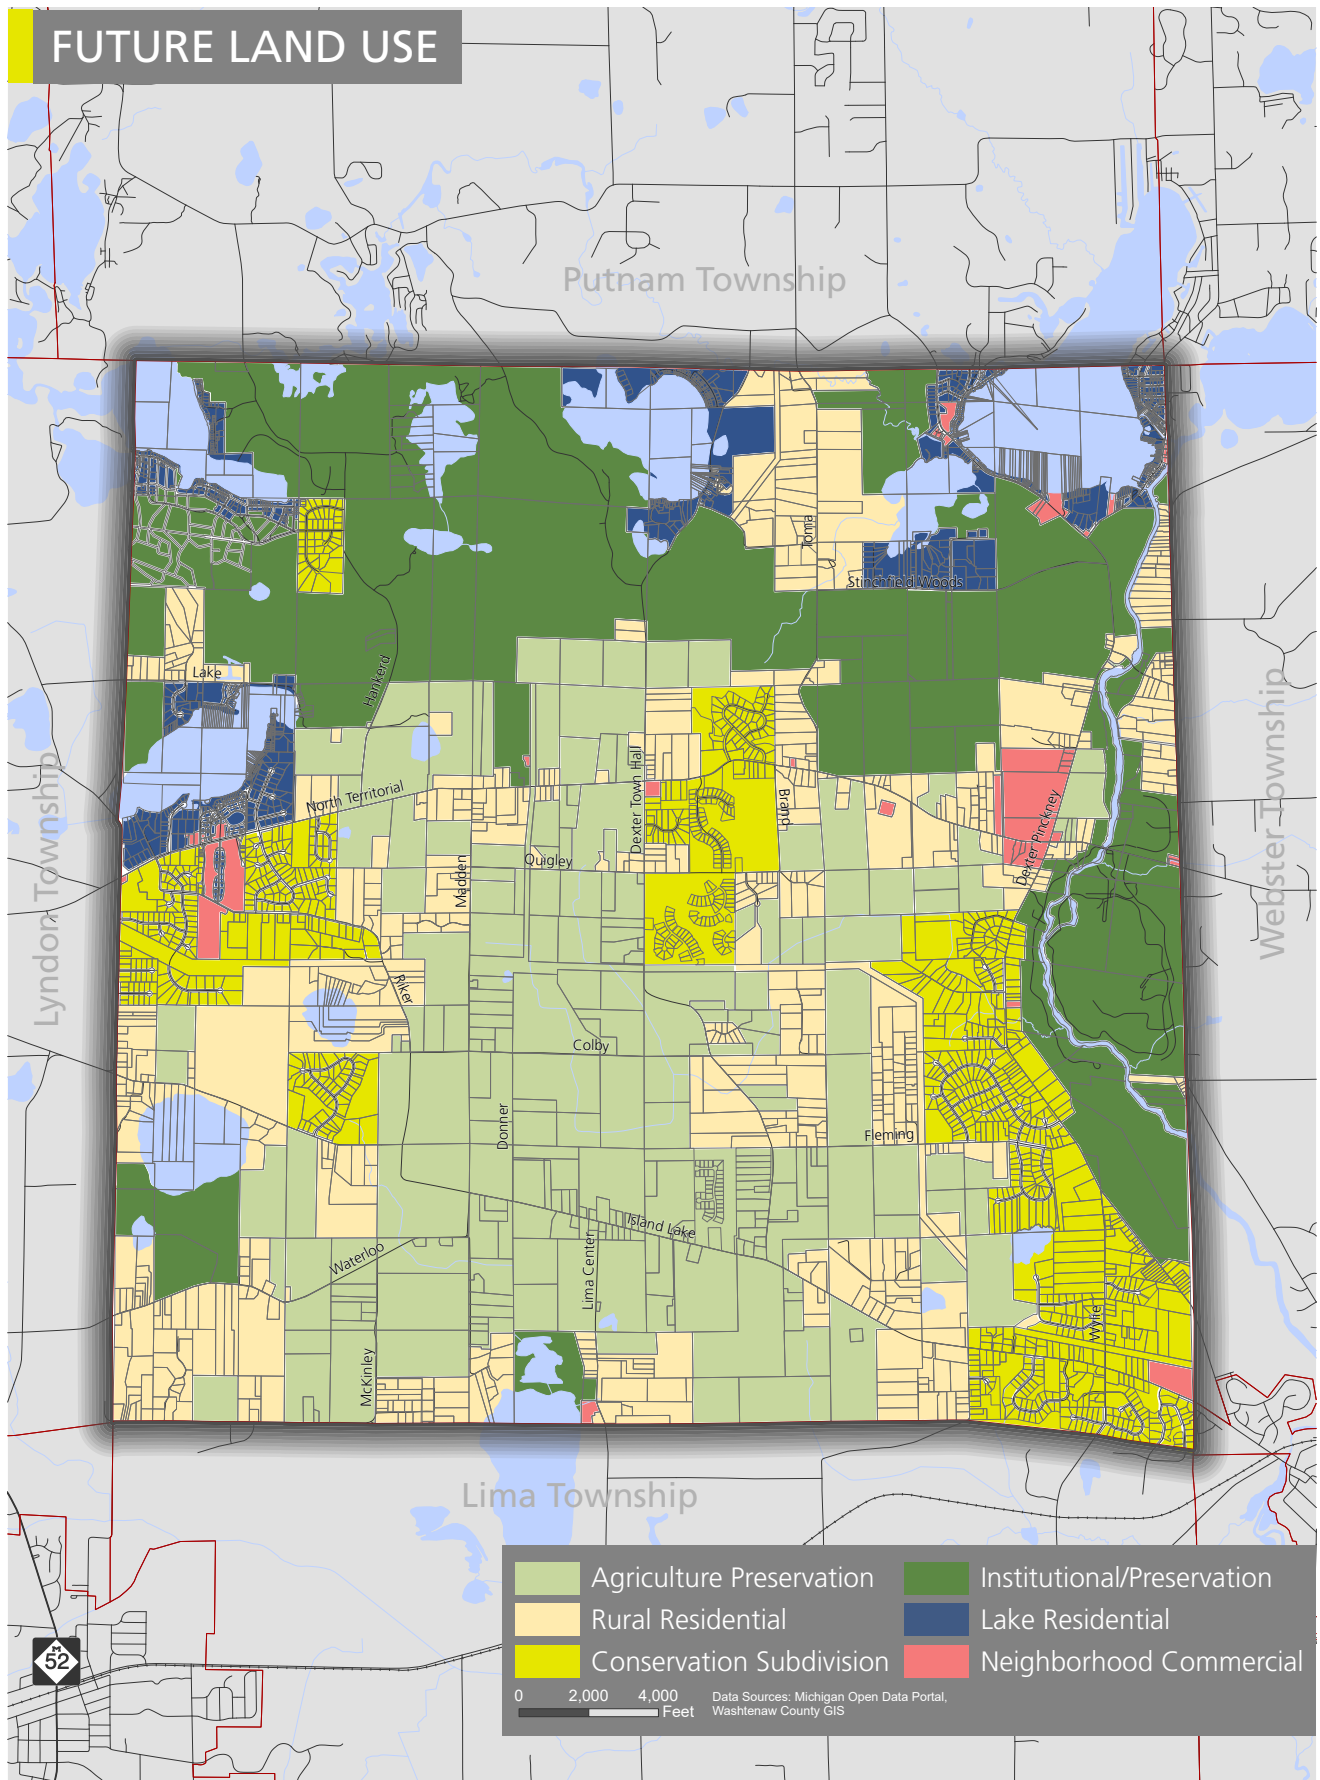 FUTURE LAND USE
Putnam Township
Toma
Stinchfield Woods
Lake
Hankerd
Lyndon Township
Webster Township
North Territorial
Dexter Town Hall
Brand
Dexter Pinckney
Madden
Quigley
Riker
Colby
Donner
Fleming
Island Lake
Waterloo
Lima Center
Wylie
McKinley
Lima Township
Agriculture Preservation
Institutional/Preservation
Rural Residential
Lake Residential
Conservation Subdivision
Neighborhood Commercial
0 2,000 4,000
Feet
Data Sources: Michigan Open Data Portal,
Washtenaw County GIS
M
52